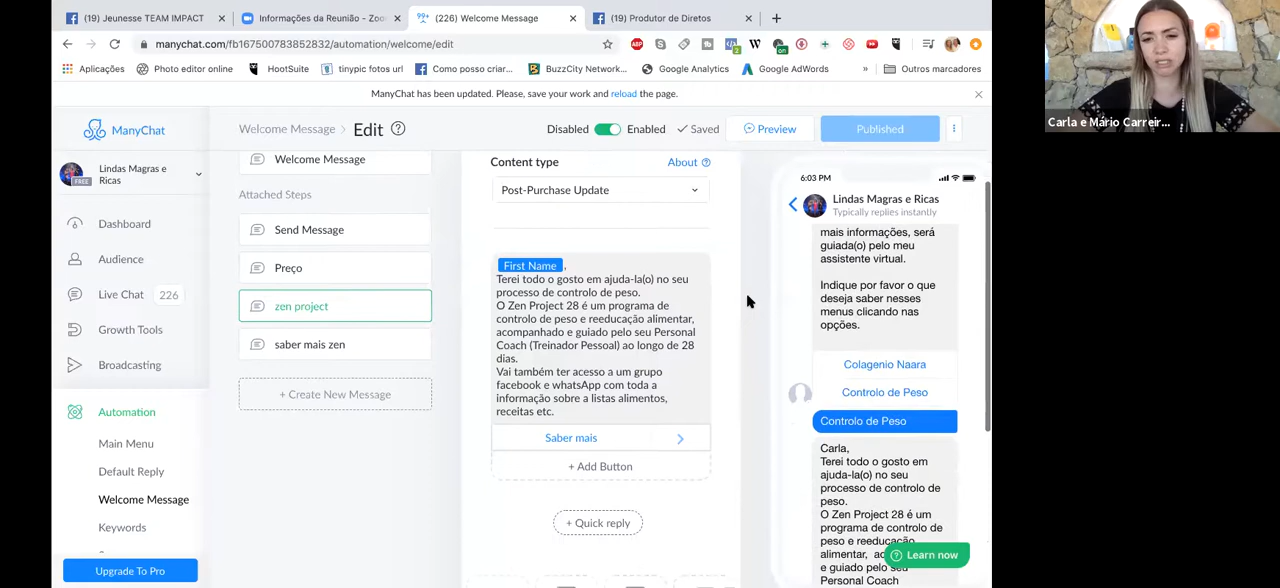 (19) Jeunesse TEAM IMPACT
Informações da Reunião - Zoo
(226) Welcome Message
(19) Produtor de Diretos
manychat.com/fb167500783852832/automation/welcome/edit
Aplicações
Photo editor online
HootSuite
tinypic fotos url
Como posso criar...
BuzzCity Network...
Google Analytics
Google AdWords
»
Outros marcadores
ManyChat has been updated. Please, save your work and reload the page.
ManyChat
Welcome Message > Edit
Disabled
Enabled
Saved
Preview
Published
Lindas Magras e
Ricas
FREE
Dashboard
Audience
Live Chat 226
Growth Tools
Broadcasting
Automation
Main Menu
Default Reply
Welcome Message
Keywords
Upgrade To Pro
Welcome Message
Attached Steps
Send Message
Preço
zen project
saber mais zen
+ Create New Message
Content type
About
Post-Purchase Update
First Name ,
Terei todo o gosto em ajuda-la(o) no seu
processo de controlo de peso.
O Zen Project 28 é um programa de
controlo de peso e reeducação alimentar,
acompanhado e guiado pelo seu Personal
Coach (Treinador Pessoal) ao longo de 28
dias.
Vai também ter acesso a um grupo
facebook e whatsApp com toda a
informação sobre a listas alimentos,
receitas etc.
Saber mais
+ Add Button
+ Quick reply
6:03 PM
Lindas Magras e Ricas
Typically replies instantly
mais informações, será
guiada(o) pelo meu
assistente virtual.
Indique por favor o que
deseja saber nesses
menus clicando nas
opções.
Colagenio Naara
Controlo de Peso
Controlo de Peso
Carla,
Terei todo o gosto em
ajuda-la(o) no seu
processo de controlo de
peso.
O Zen Project 28 é um
programa de controlo de
peso e reeducação
alimentar, ac
e guiado pelo seu
Personal Coach
Learn now
Carla e Mário Carreir...